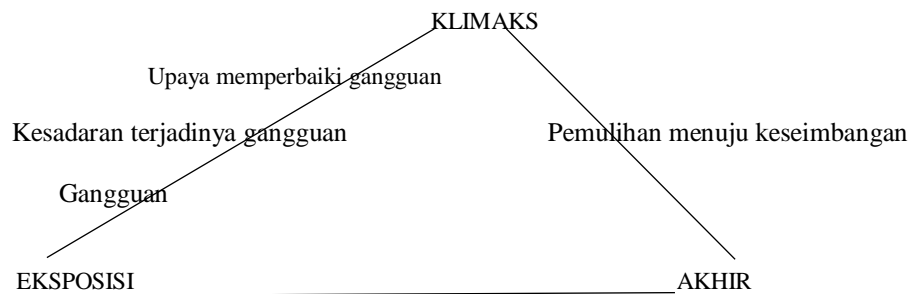 KLIMAKS
Upaya memperbaiki gangguan
Kesadaran terjadinya gangguan
Pemulihan menuju keseimbangan
Gangguan
EKSPOSISI
AKHIR